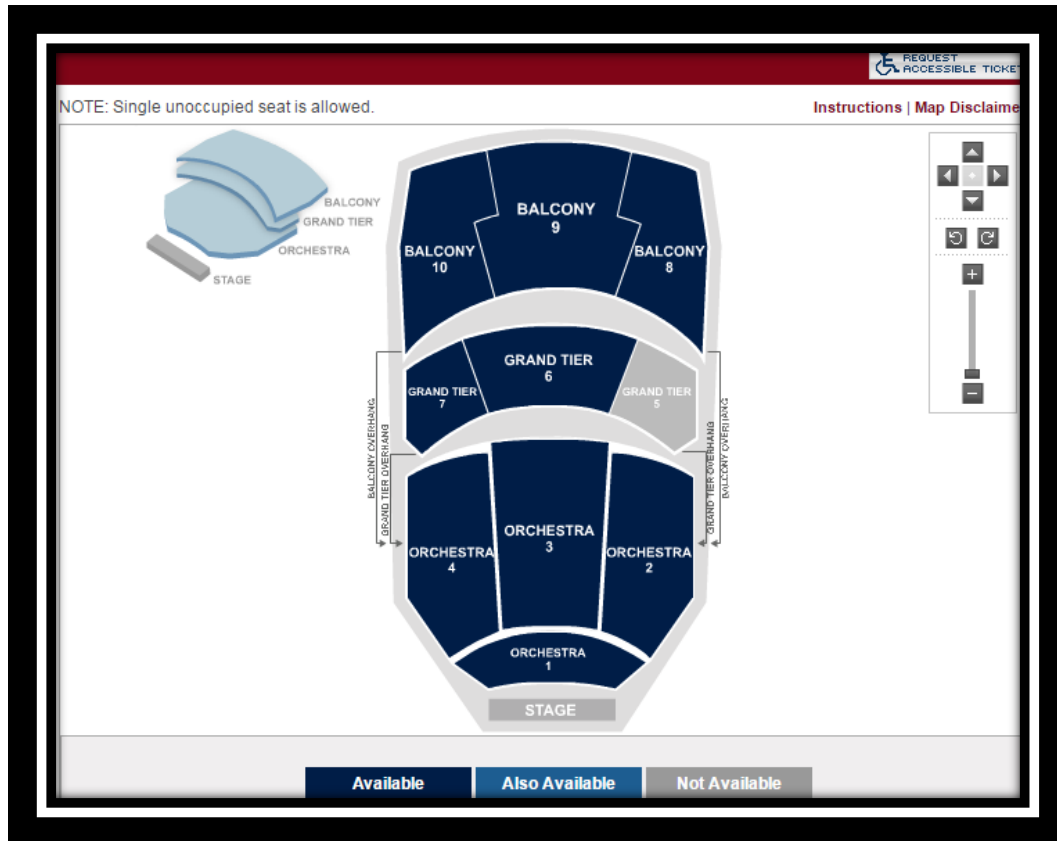 REQUEST
ACCESSIBLE TICKE
NOTE: Single unoccupied seat is allowed.
Instructions | Map Disclaime
BALCONY
GRAND TIER
ORCHESTRA
STAGE
BALCONY
9
BALCONY
10
BALCONY
8
GRAND TIER
6
GRAND TIER
7
GRAND TIER
5
BALCONY OVERHANG
GRAND TIER OVERHANG
GRAND TIER OVERHANG
BALCONY OVERHANG
ORCHESTRA
3
ORCHESTRA
4
ORCHESTRA
2
ORCHESTRA
1
STAGE
Available
Also Available
Not Available